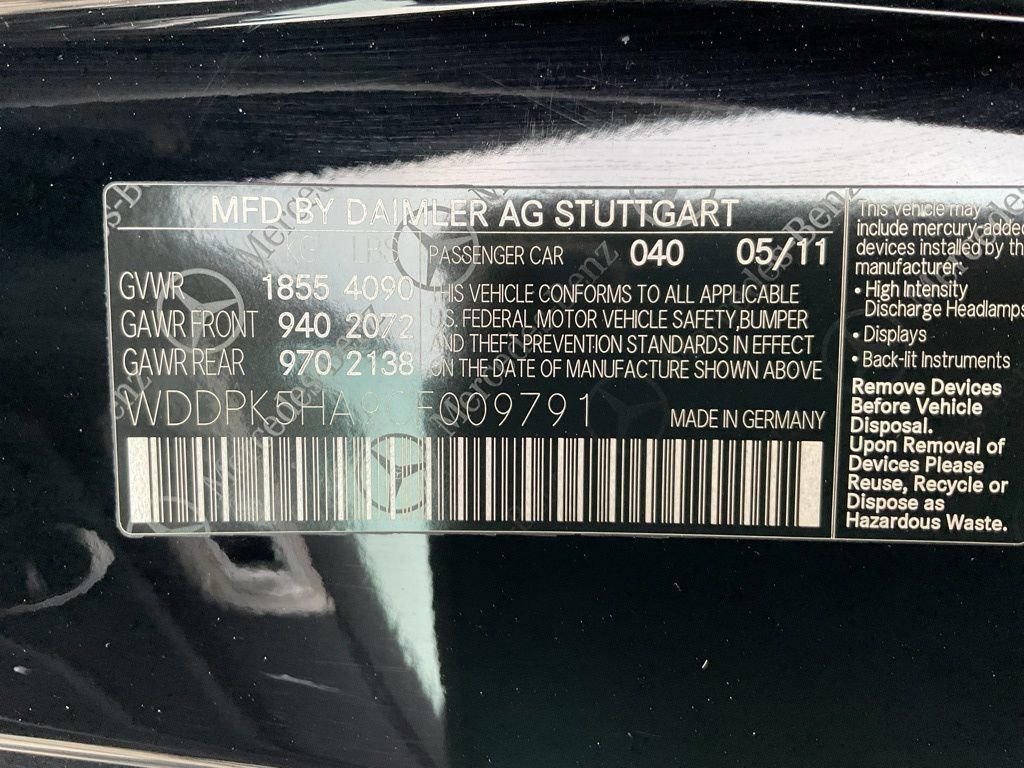 MFD BY DAIMLER AG STUTTGART
KG LBS PASSENGER CAR 040 05/11
GVWR 1855 4090
GAWR FRONT 940 2072
GAWR REAR 970 2138
THIS VEHICLE CONFORMS TO ALL APPLICABLE
U.S. FEDERAL MOTOR VEHICLE SAFETY,BUMPER
AND THEFT PREVENTION STANDARDS IN EFFECT
ON THE DATE OF MANUFACTURE SHOWN ABOVE
WDDPK5HA9CF009791 MADE IN GERMANY
This vehicle may
include mercury-added
devices installed by the
manufacturer:
• High Intensity
Discharge Headlamps
• Displays
• Back-lit Instruments
Remove Devices
Before Vehicle
Disposal.
Upon Removal of
Devices Please
Reuse, Recycle or
Dispose as
Hazardous Waste.